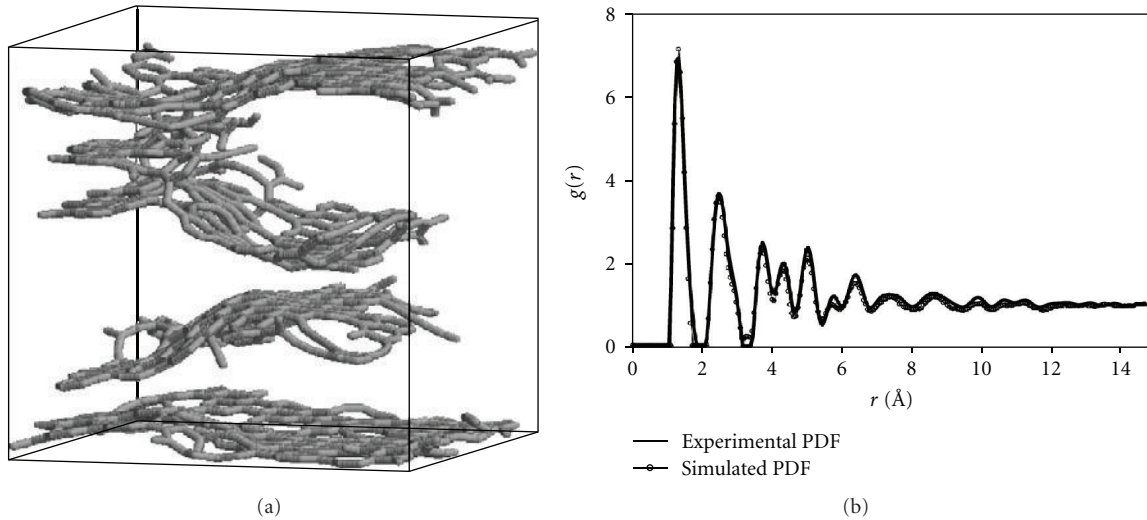 8
6
4
2
0
g(r)
0 2 4 6 8 10 12 14
r (Å)
Experimental PDF
Simulated PDF
(a)
(b)